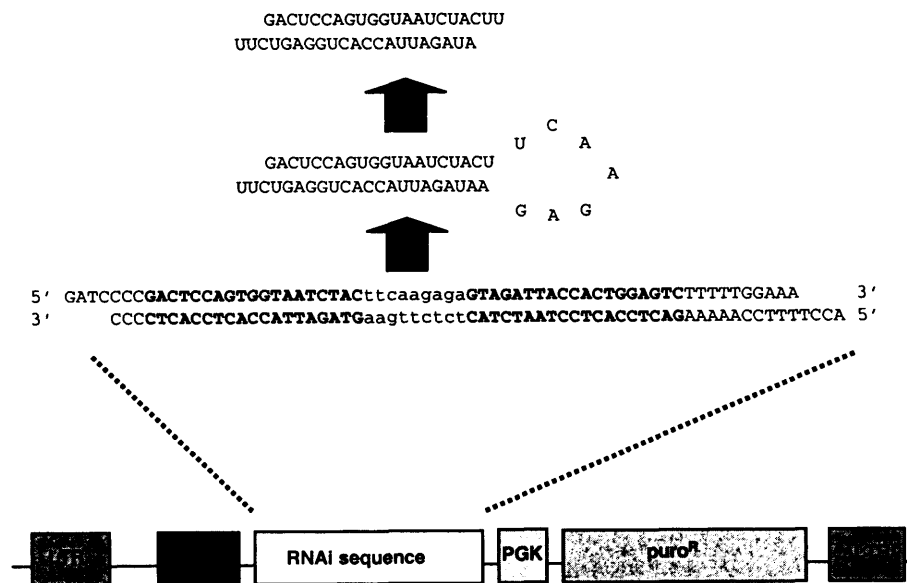 GACUCCAGUGGUAAUCUACUU
UUCUGAGGUCACCAUUAGAUA
C
U A
GACUCCAGUGGUAAUCUACU
A
UUCUGAGGUCACCAUUAGAUAA
G A G
5' GATCCCCGACTCCAGTGGTAATCTACttcaagagaGTAGATTACCACTGGAGTCTTTTTGGAAA 3'
3' CCCCTCACCTCACCATTAGATGaagttctctCATCTAATCCTCACCTCAGAAAAACCTTTTCCA 5'
RNAi sequence PGK puroR